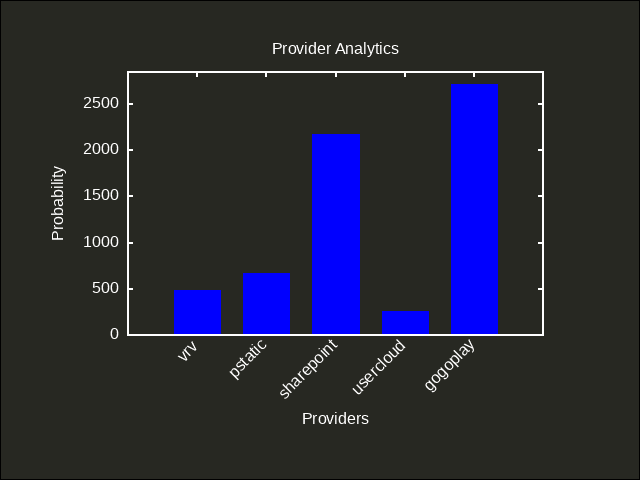 Provider Analytics
2500
2000
1500
1000
500
0
Probability
vrv
pstatic
sharepoint
usercloud
gogoplay
Providers